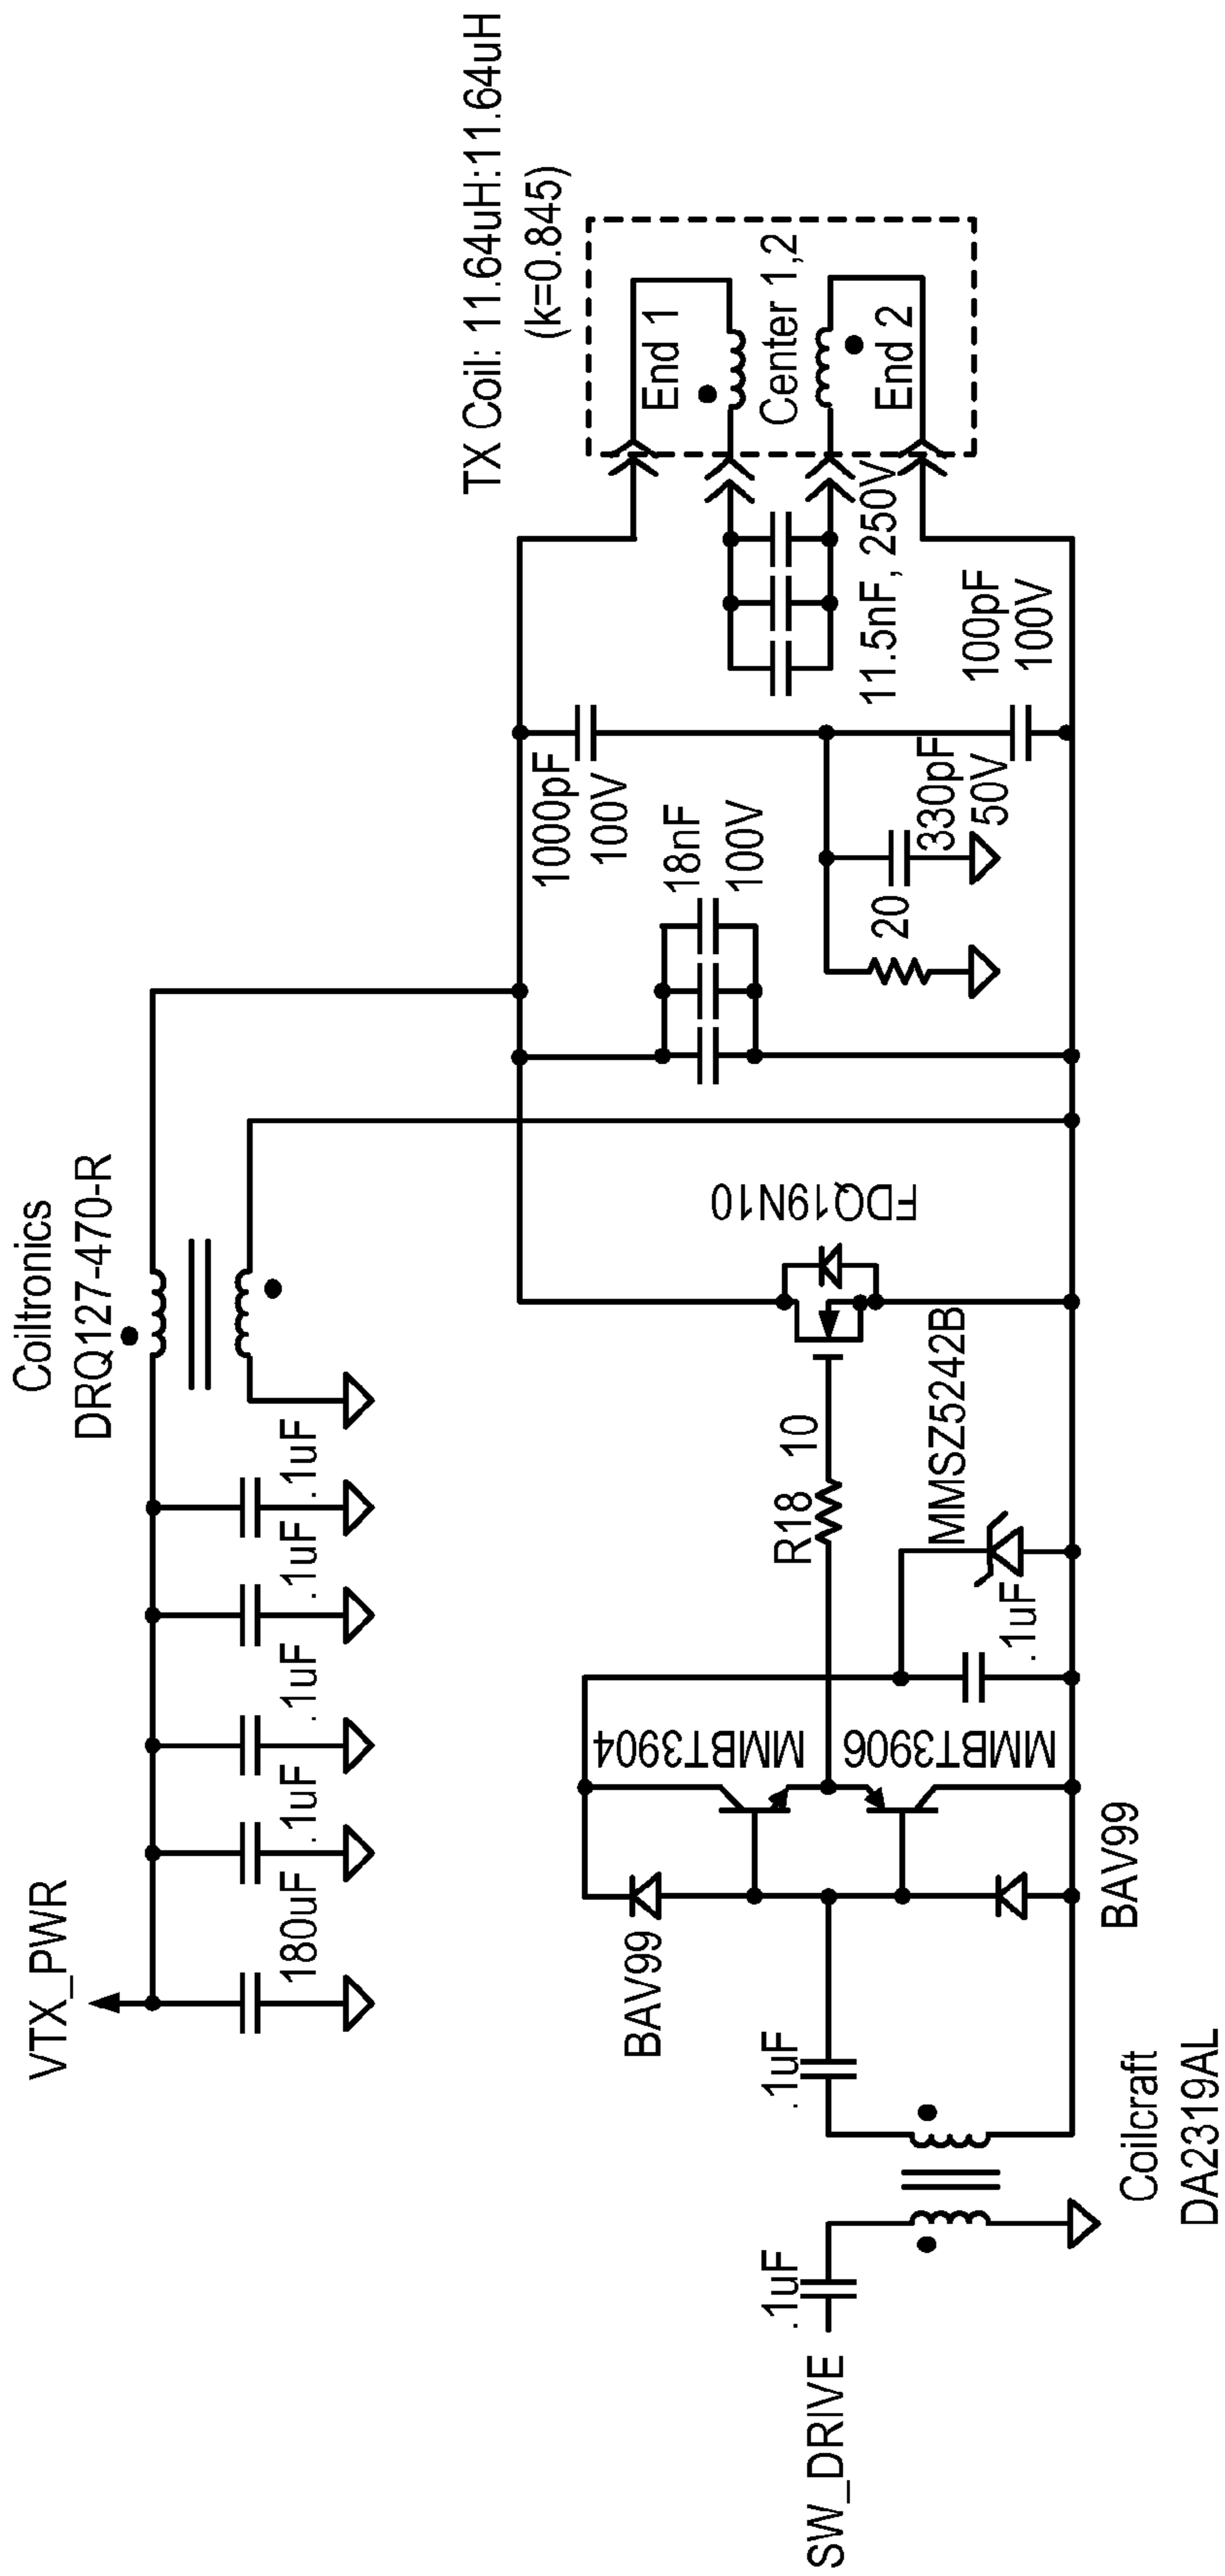 VTX_PWR
180uF
.1uF
.1uF
.1uF
.1uF
Coiltronics
DRQ127-470-R
TX Coil: 11.64uH:11.64uH
(k=0.845)
End 1
Center 1,2
End 2
11.5nF, 250V
1000pF
100V
100pF
100V
18nF
100V
330pF
50V
20
FDQ19N10
R18
10
MMSZ5242B
.1uF
MMBT3904
MMBT3906
BAV99
BAV99
.1uF
.1uF
Coilcraft
DA2319AL
SW_DRIVE